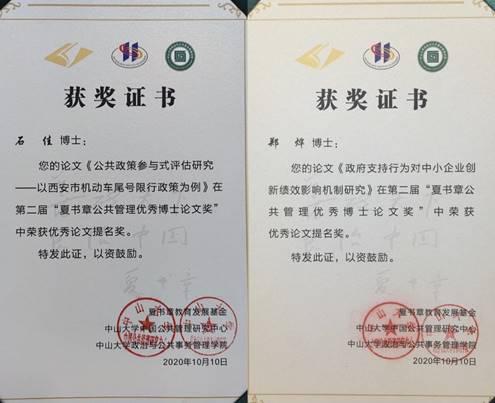 获奖证书
石 佳 博士：
您的论文《公共政策参与式评估研究
——以西安市机动车尾号限行政策为例》在
第二届“夏书章公共管理优秀博士论文奖”
中荣获优秀论文提名奖。
特发此证，以资鼓励。
夏书章教育发展基金
中山大学中国公共管理研究中心
中山大学政治与公共事务管理学院
2020年10月10日
获奖证书
郑 烨 博士：
您的论文《政府支持行为对中小企业创
新绩效影响机制研究》在第二届“夏书章公
共管理优秀博士论文奖”中荣获
优秀论文提名奖。
特发此证，以资鼓励。
夏书章教育发展基金
中山大学中国公共管理研究中心
中山大学政治与公共事务管理学院
2020年10月10日